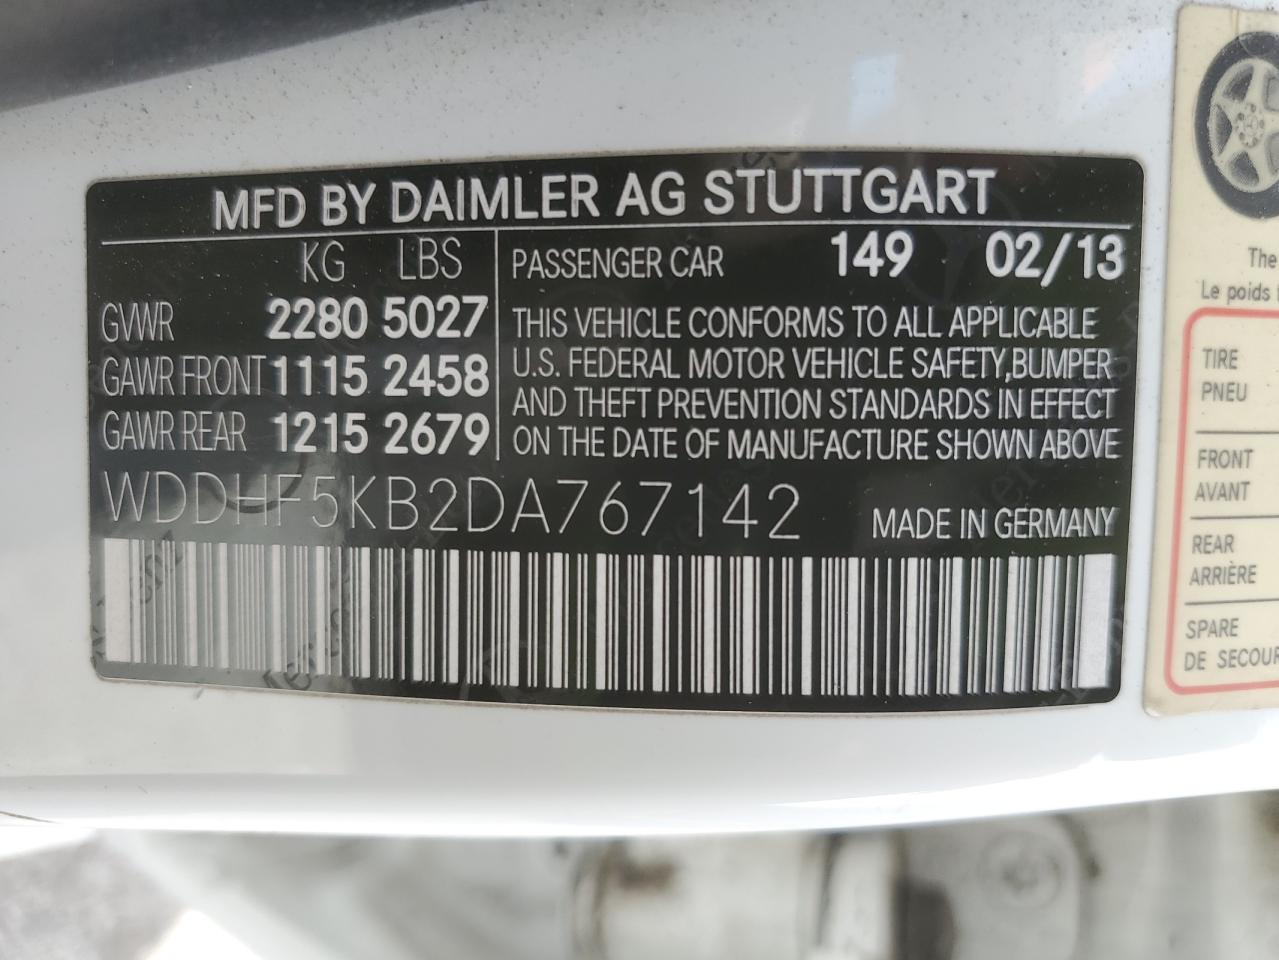 MFD BY DAIMLER AG STUTTGART
KG LBS
GVWR 2280 5027
GAWR FRONT 1115 2458
GAWR REAR 1215 2679
PASSENGER CAR 149 02/13
THIS VEHICLE CONFORMS TO ALL APPLICABLE
U.S. FEDERAL MOTOR VEHICLE SAFETY,BUMPER
AND THEFT PREVENTION STANDARDS IN EFFECT
ON THE DATE OF MANUFACTURE SHOWN ABOVE
WDDHF5KB2DA767142 MADE IN GERMANY
The
Le poids
TIRE
PNEU
FRONT
AVANT
REAR
ARRIÈRE
SPARE
DE SECOUR